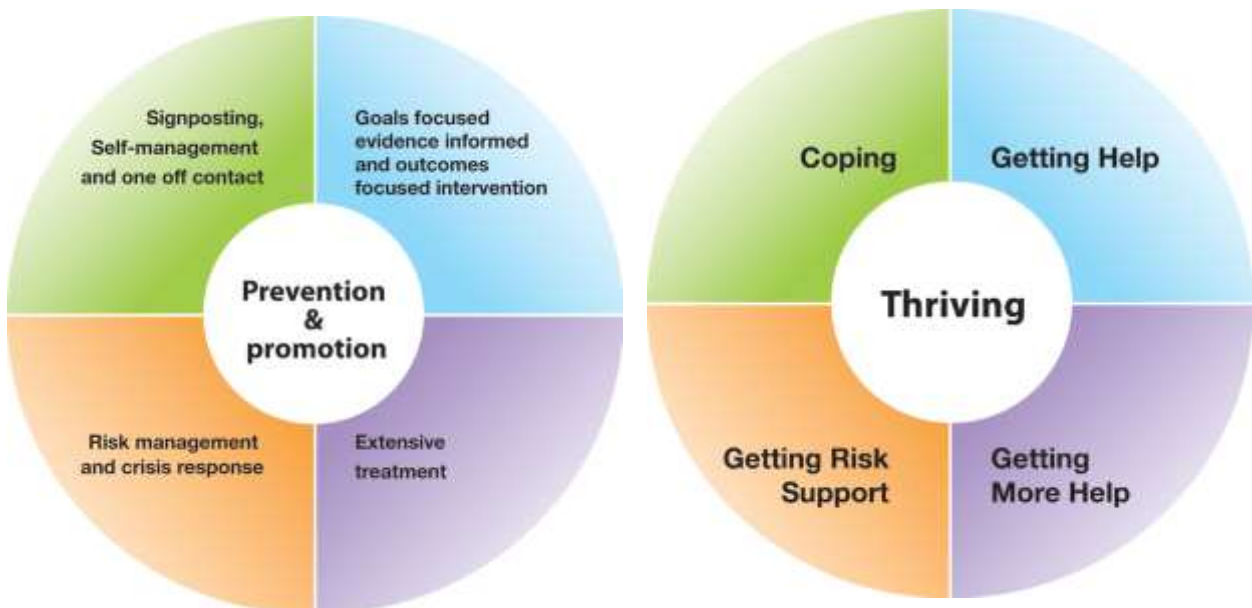 Signposting,
Self-management
and one off contact
Goals focused
evidence informed
and outcomes
focused intervention
Prevention
&
promotion
Risk management
and crisis response
Extensive
treatment
Coping
Getting Help
Thriving
Getting Risk
Support
Getting
More Help